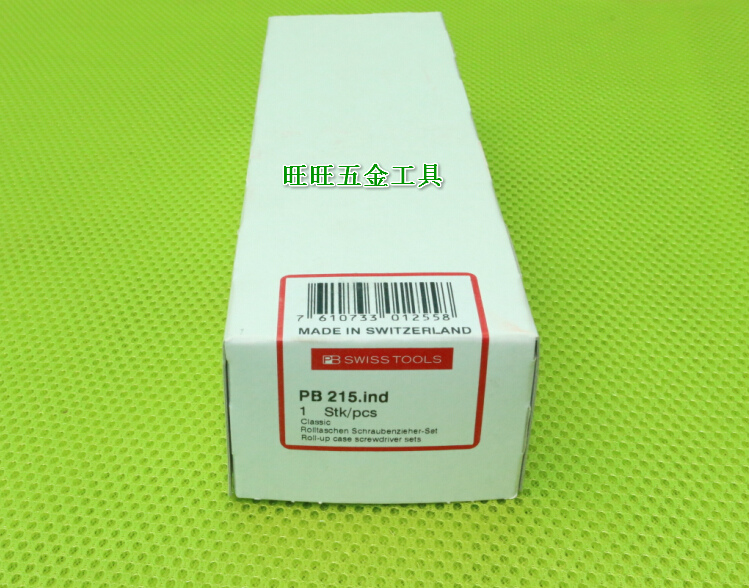 旺旺五金工具
7 610733 012558
MADE IN SWITZERLAND
PB SWISS TOOLS
PB 215.ind
1 Stk/pcs
Classic
Rolltaschen Schraubenzieher-Set
Roll-up case screwdriver sets